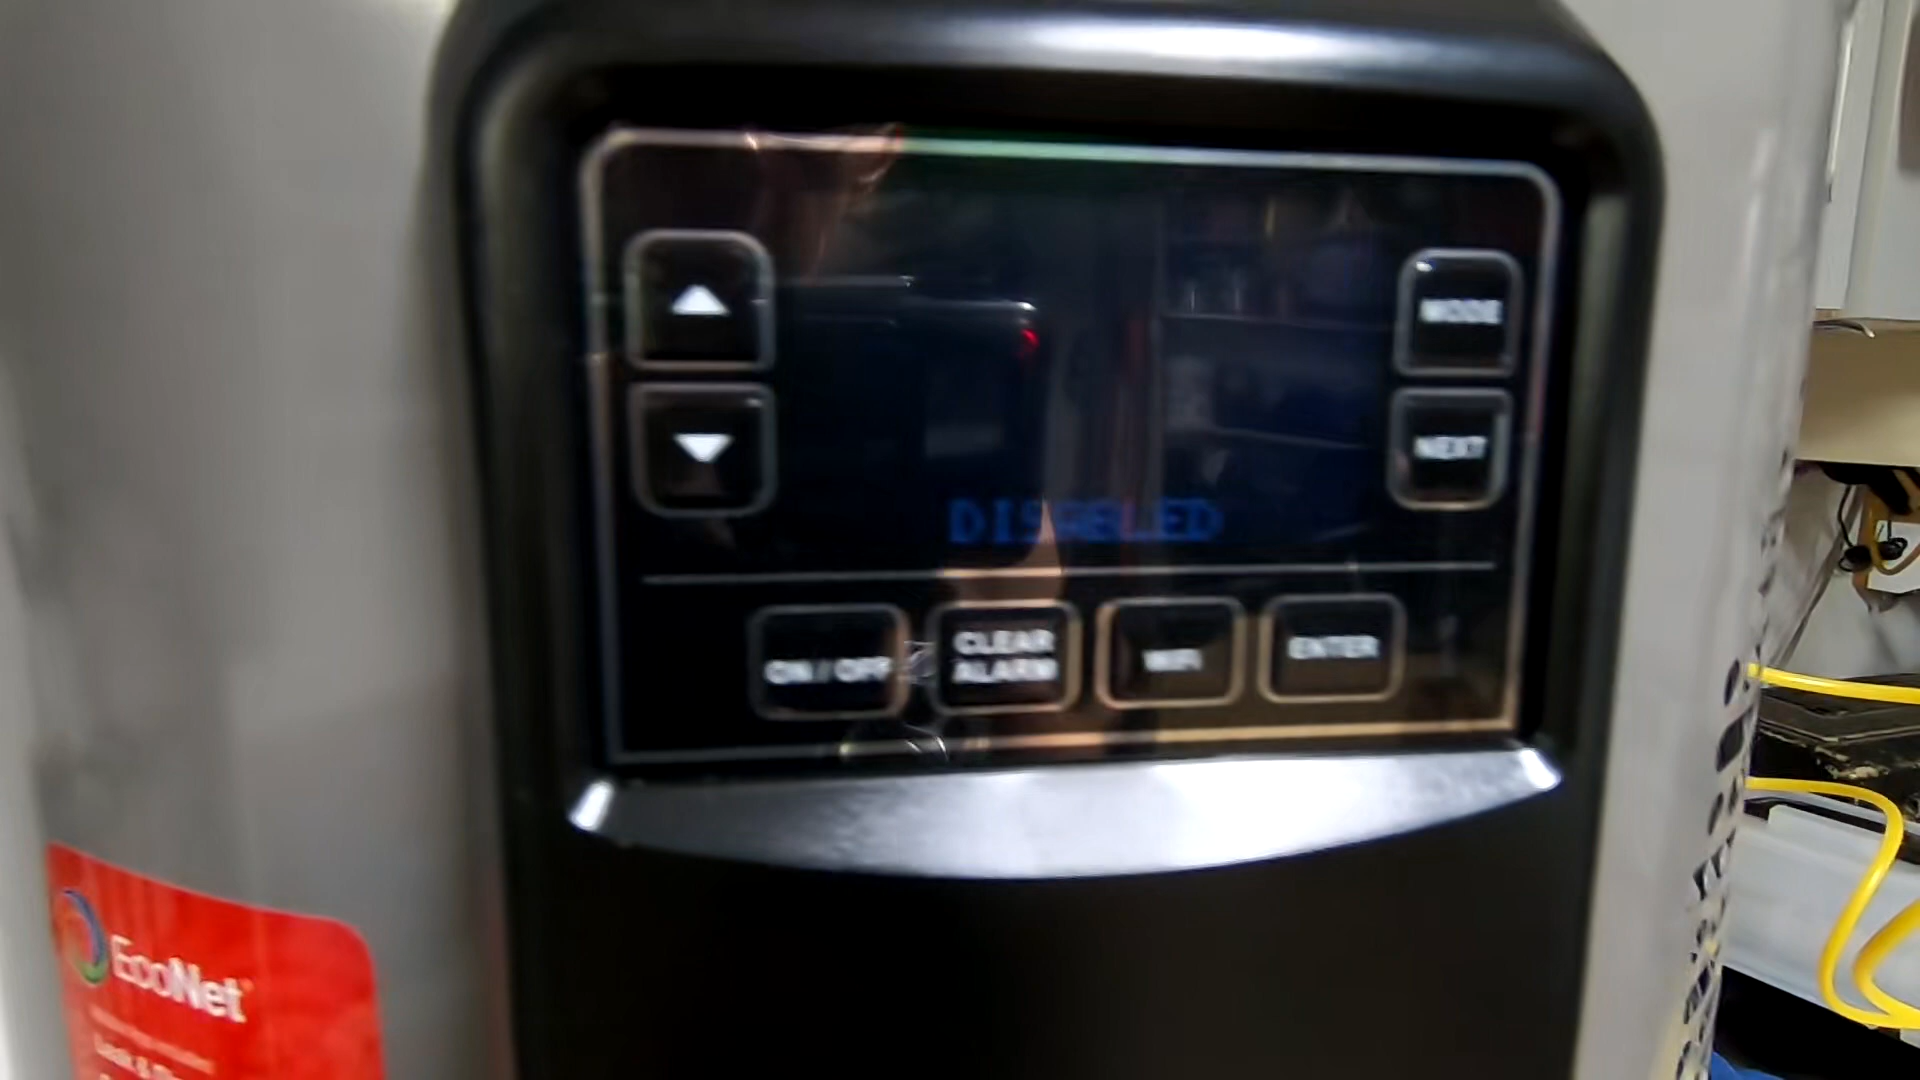 MODE
NEXT
DISABLED
ON / OFF
CLEAR
ALARM
WIFI
ENTER
EcoNet